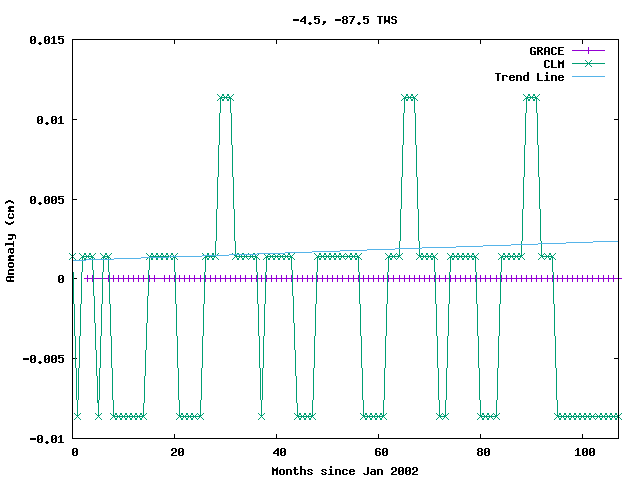 -4.5, -87.5 TWS
0.015
0.01
0.005
0
-0.005
-0.01
Anomaly (cm)
GRACE
CLM
Trend Line
0 20 40 60 80 100
Months since Jan 2002